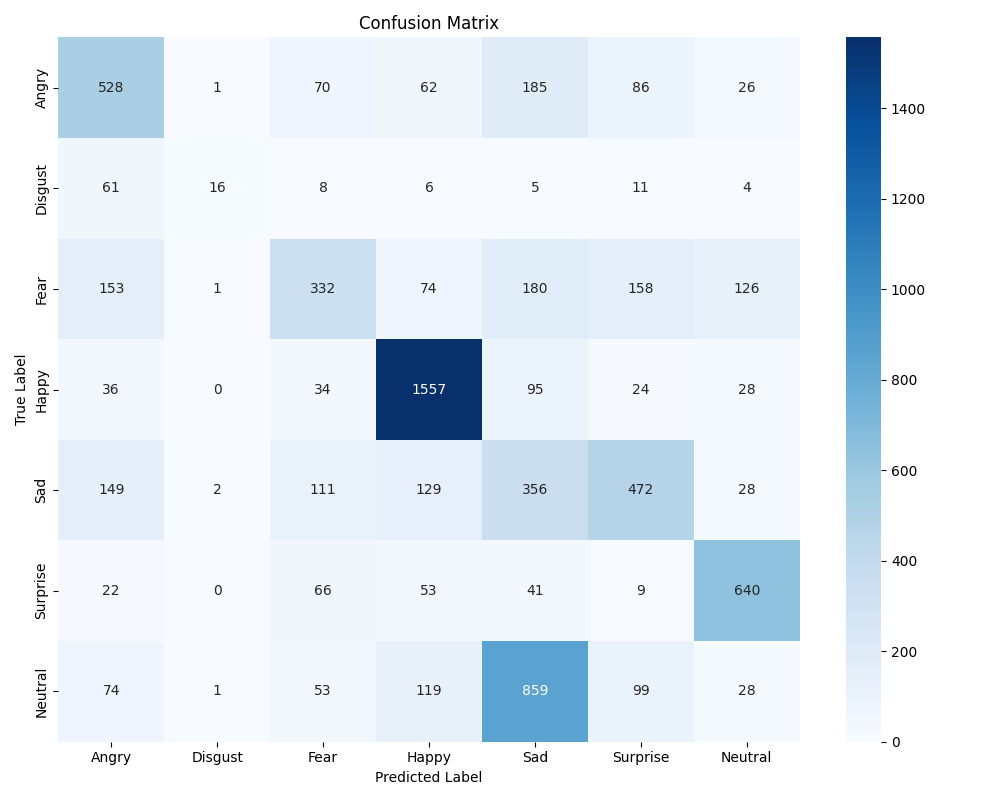 Confusion Matrix
True Label
Angry 528 1 70 62 185 86 26
Disgust 61 16 8 6 5 11 4
Fear 153 1 332 74 180 158 126
Happy 36 0 34 1557 95 24 28
Sad 149 2 111 129 356 472 28
Surprise 22 0 66 53 41 9 640
Neutral 74 1 53 119 859 99 28
Angry Disgust Fear Happy Sad Surprise Neutral
Predicted Label
1400
1200
1000
800
600
400
200
0